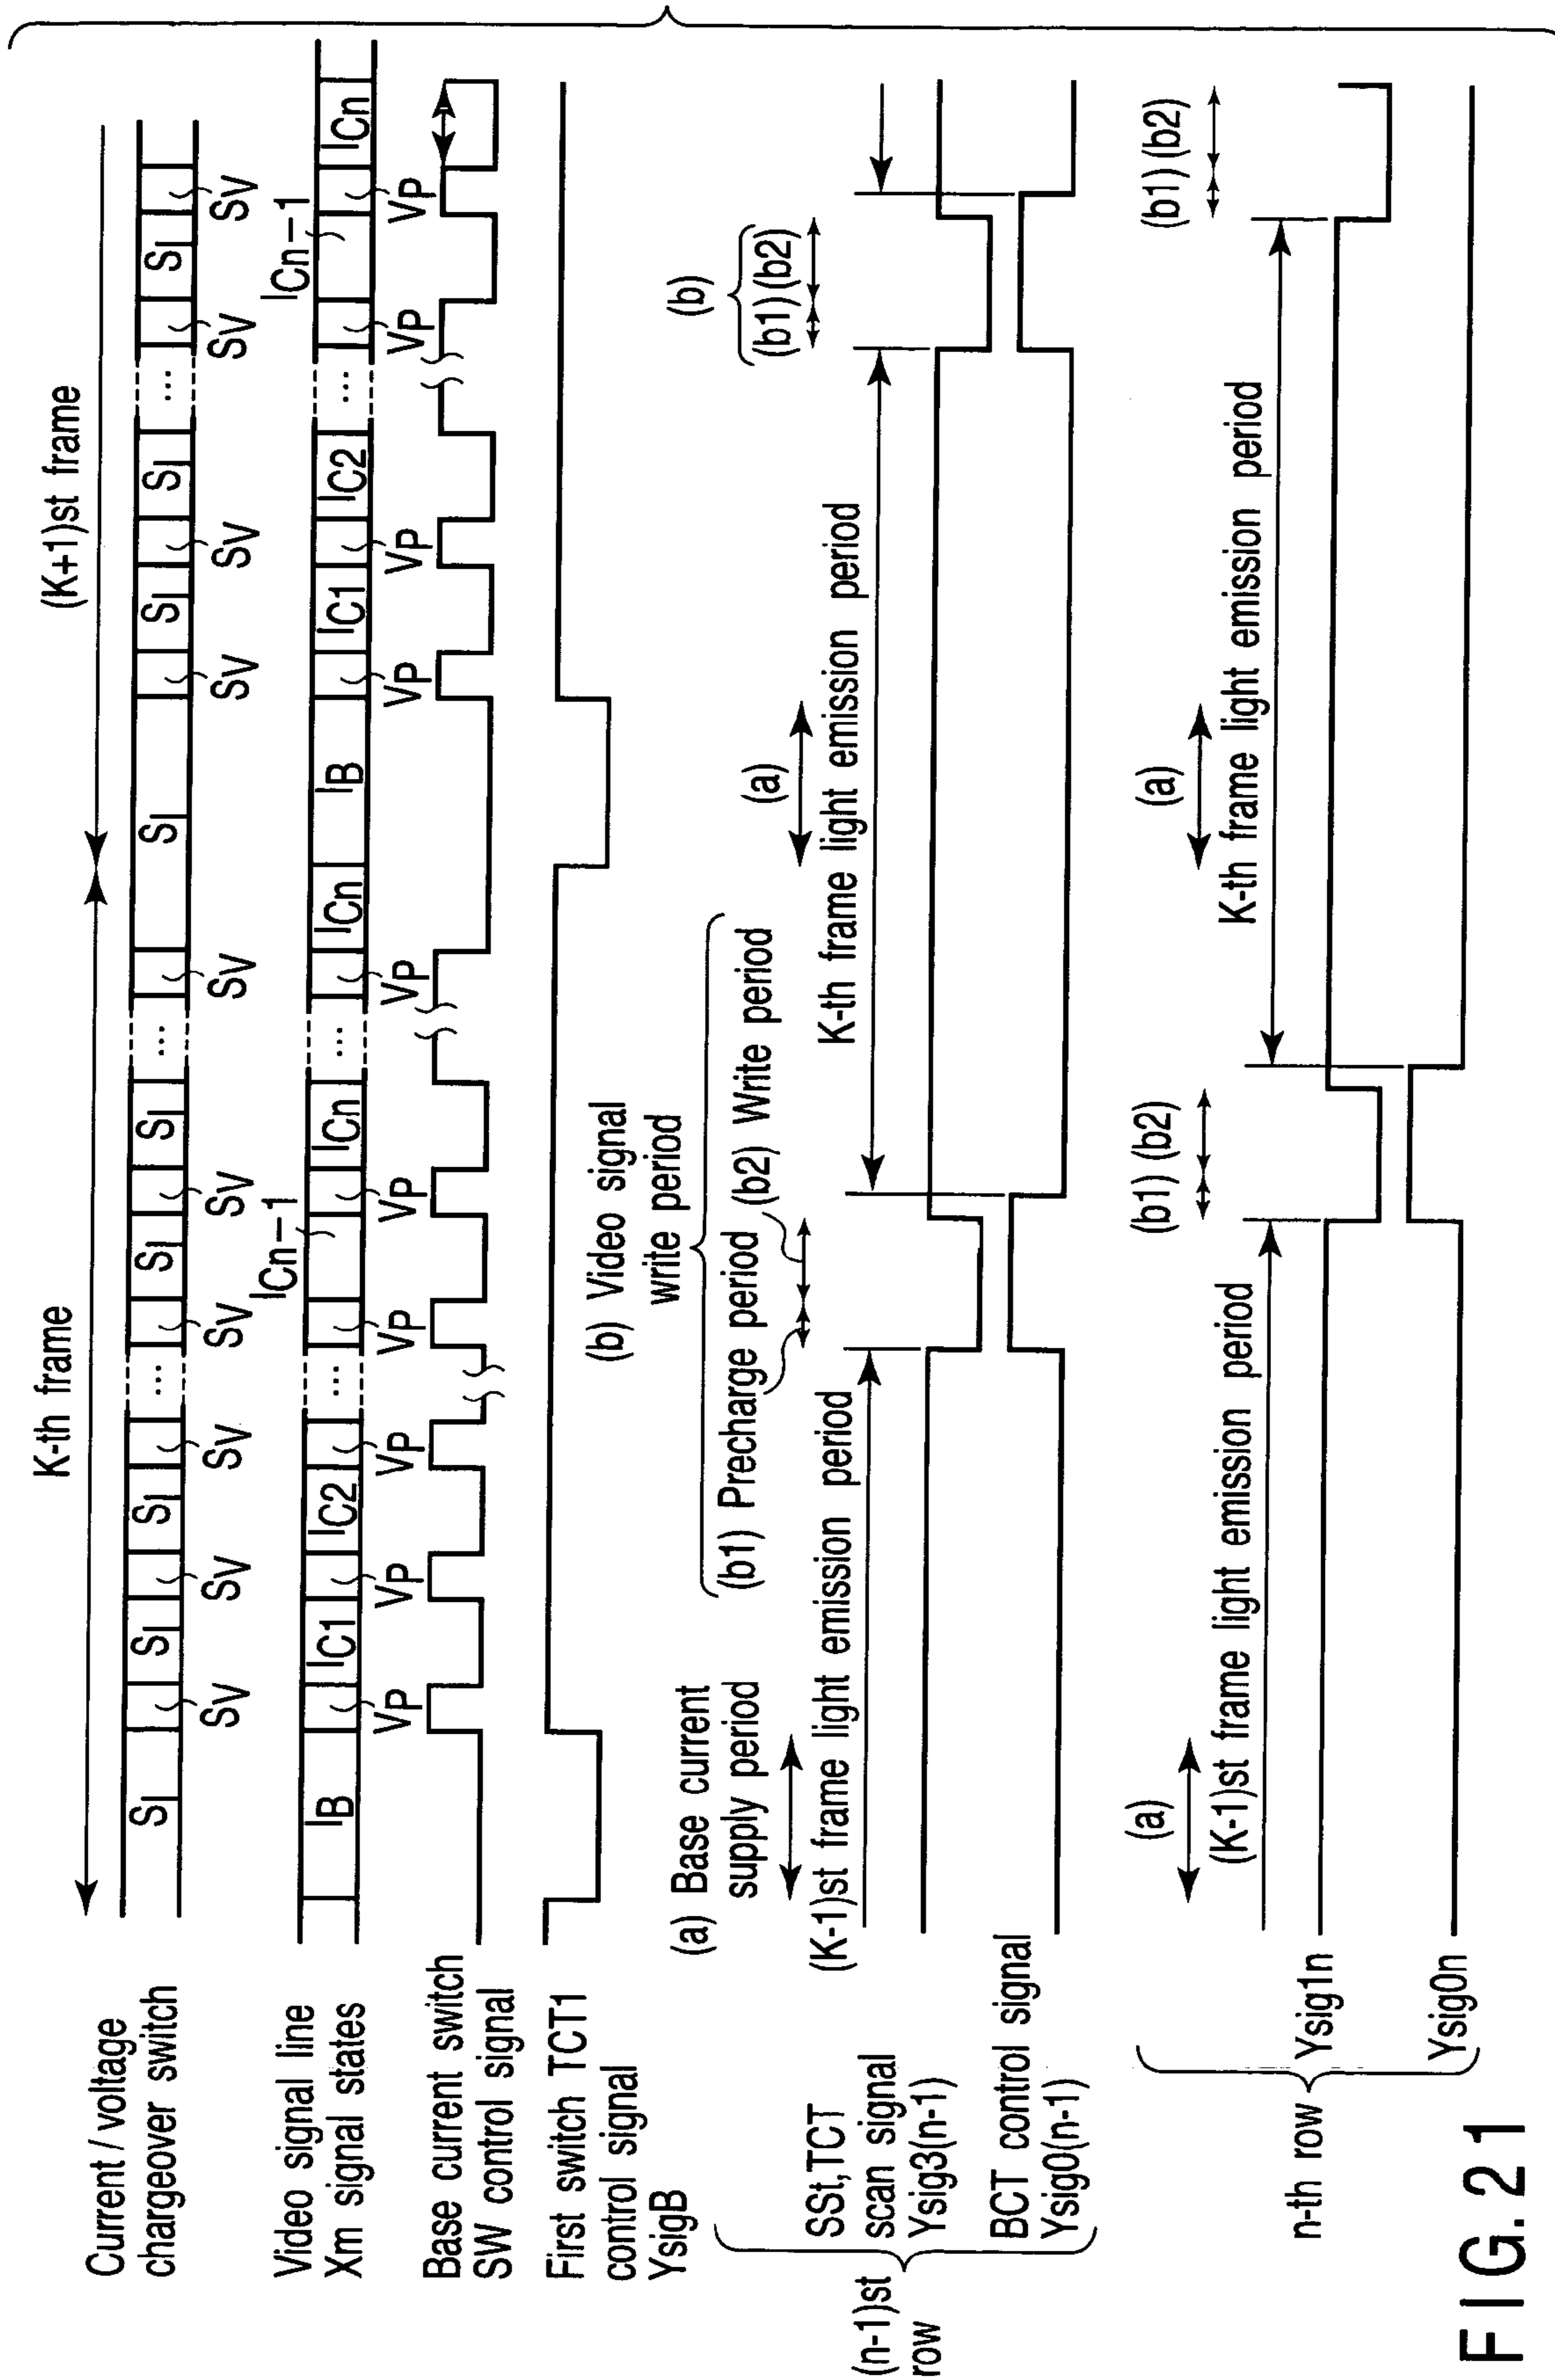 K-th frame
(K+1)st frame
Current / voltage
chargeover switch
SI SV SI SV SI SV ... SV SI SV SI ... SV SI SV SI SV SI ... SV SI SV
Video signal line
Xm signal states
IB VP IC1 VP IC2 VP ... VP ICn-1 VP ICn ... VP ICn IB VP IC1 VP IC2 ... VP ICn-1 VP ICn
Base current switch
SW control signal
First switch TCT1
control signal
YsigB
(a) Base current
supply period
(b) Video signal
write period
(b1) Precharge period
(b2) Write period
(a)
(b)
(b1) (b2)
(K-1)st frame light emission period
K-th frame light emission period
(n-1)st
row
SSt,TCT
scan signal
Ysig3(n-1)
BCT control signal
Ysig0(n-1)
(a)
(b1) (b2)
(a)
(b1) (b2)
(K-1)st frame light emission period
K-th frame light emission period
n-th row
Ysig1n
Ysig0n
FIG. 21